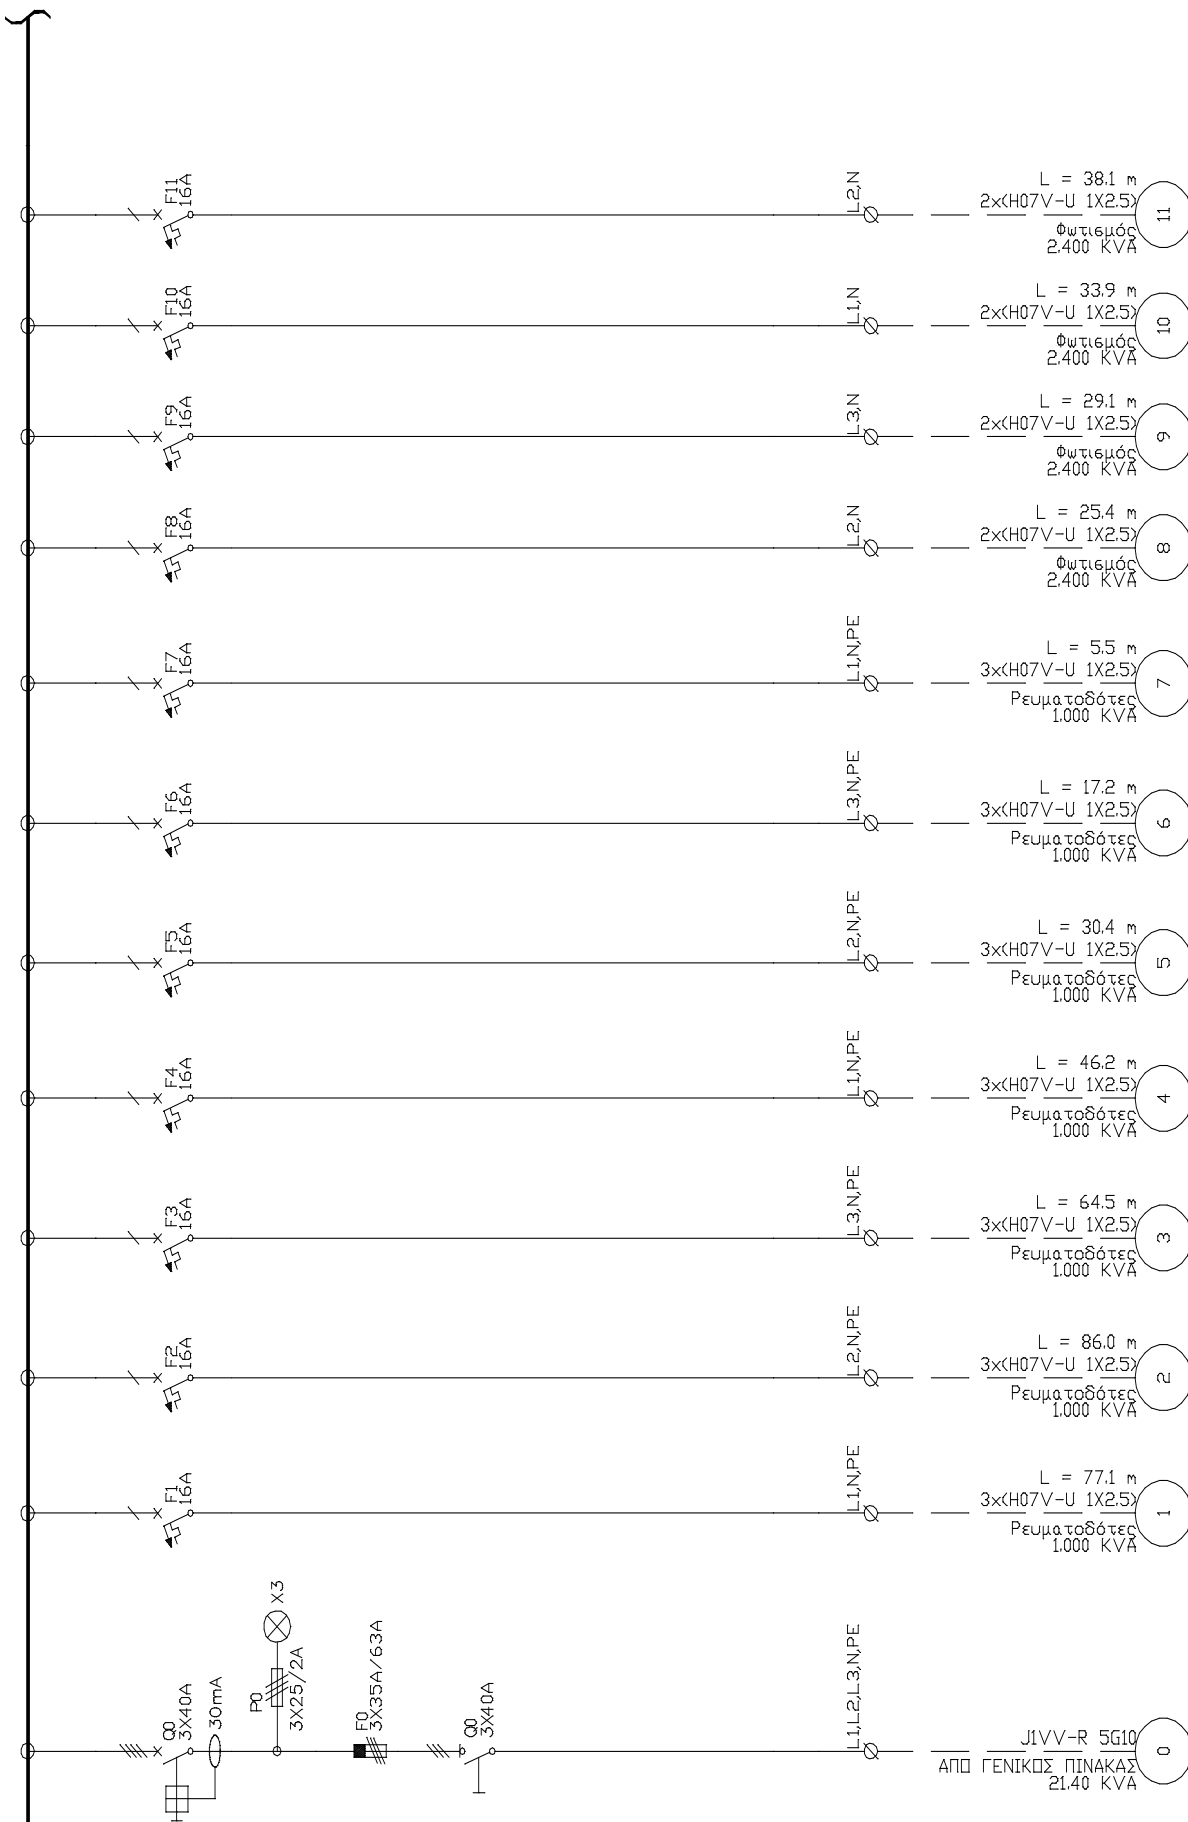 F11
16A
L2,N
L = 38.1 m
2x(H07V-U 1X2.5)
Φωτισμός
2.400 KVA
11
F10
16A
L1,N
L = 33.9 m
2x(H07V-U 1X2.5)
Φωτισμός
2.400 KVA
10
F9
16A
L3,N
L = 29.1 m
2x(H07V-U 1X2.5)
Φωτισμός
2.400 KVA
9
F8
16A
L2,N
L = 25.4 m
2x(H07V-U 1X2.5)
Φωτισμός
2.400 KVA
8
F7
16A
L1,N,PE
L = 5.5 m
3x(H07V-U 1X2.5)
Ρευματοδότες
1.000 KVA
7
F6
16A
L3,N,PE
L = 17.2 m
3x(H07V-U 1X2.5)
Ρευματοδότες
1.000 KVA
6
F5
16A
L2,N,PE
L = 30.4 m
3x(H07V-U 1X2.5)
Ρευματοδότες
1.000 KVA
5
F4
16A
L1,N,PE
L = 46.2 m
3x(H07V-U 1X2.5)
Ρευματοδότες
1.000 KVA
4
F3
16A
L3,N,PE
L = 64.5 m
3x(H07V-U 1X2.5)
Ρευματοδότες
1.000 KVA
3
F2
16A
L2,N,PE
L = 86.0 m
3x(H07V-U 1X2.5)
Ρευματοδότες
1.000 KVA
2
F1
16A
L1,N,PE
L = 77.1 m
3x(H07V-U 1X2.5)
Ρευματοδότες
1.000 KVA
1
Q0
3X40A
30mA
P0
3X25/2A
X3
F0
3X35A/63A
Q0
3X40A
L1,L2,L3,N,PE
J1VV-R 5G10
ΑΠΟ ΓΕΝΙΚΟΣ ΠΙΝΑΚΑΣ
21.40 KVA
0